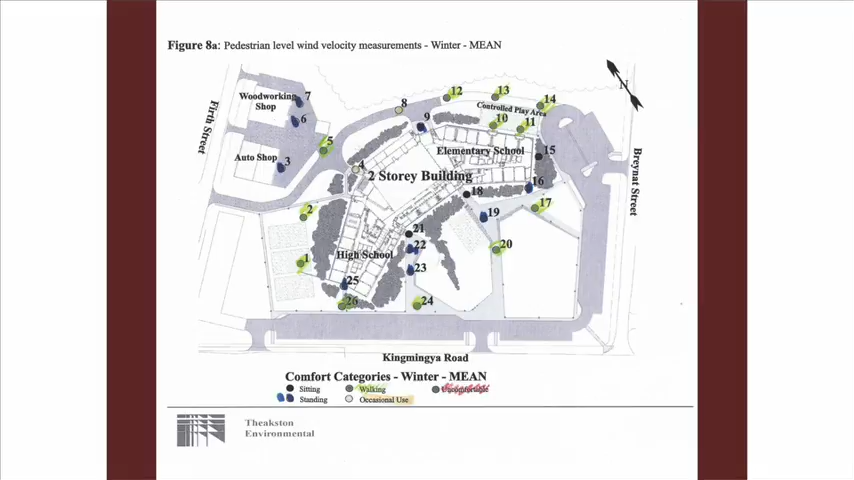 Figure 8a: Pedestrian level wind velocity measurements - Winter - MEAN
N
Woodworking
Shop
7
6
5
Auto Shop
3
First Street
8
12
13
14
Controlled Play Area
9
10
11
Elementary School
15
4
2 Storey Building
16
18
17
19
2
21
22
20
High School
1
23
25
26
24
Breynat Street
Kingmingya Road
Comfort Categories - Winter - MEAN
Sitting
Walking
Uncomfortable
Standing
Occasional Use
Theakston
Environmental